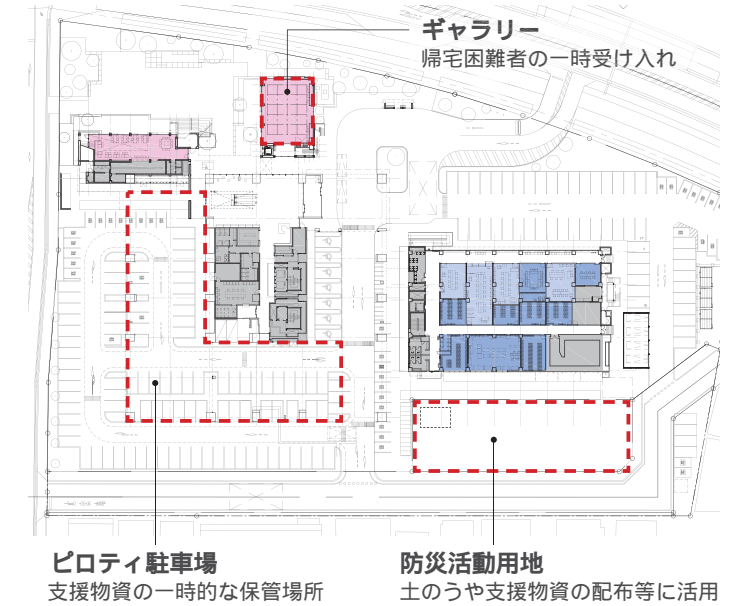 ギャラリー
帰宅困難者の一時受け入れ
ピロティ駐車場
支援物資の一時的な保管場所
防災活動用地
土のうや支援物資の配布等に活用